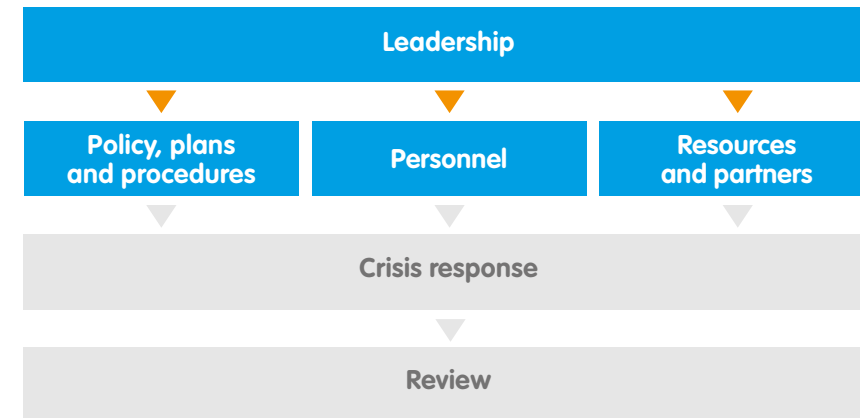 Leadership
Policy, plans
and procedures
Personnel
Resources
and partners
Crisis response
Review